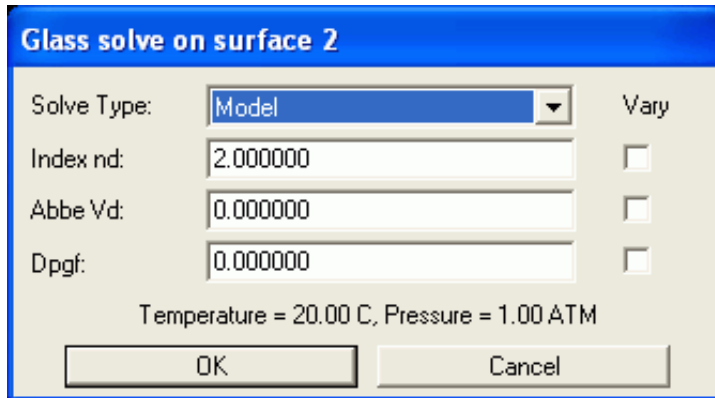 Glass solve on surface 2
Solve Type: Model Vary
Index nd: 2.000000
Abbe Vd: 0.000000
Dpgf: 0.000000
Temperature = 20.00 C, Pressure = 1.00 ATM
OK Cancel